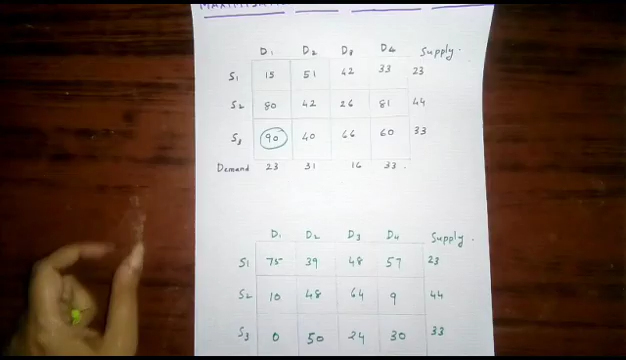 D1 D2 D3 D4 Supply.
S1 15 51 42 33 23
S2 80 42 26 81 44
S3 90 40 66 60 33
Demand 23 31 16 33.
D1 D2 D3 D4 Supply.
S1 75 39 48 57 23
S2 10 48 64 9 44
S3 0 50 24 30 33